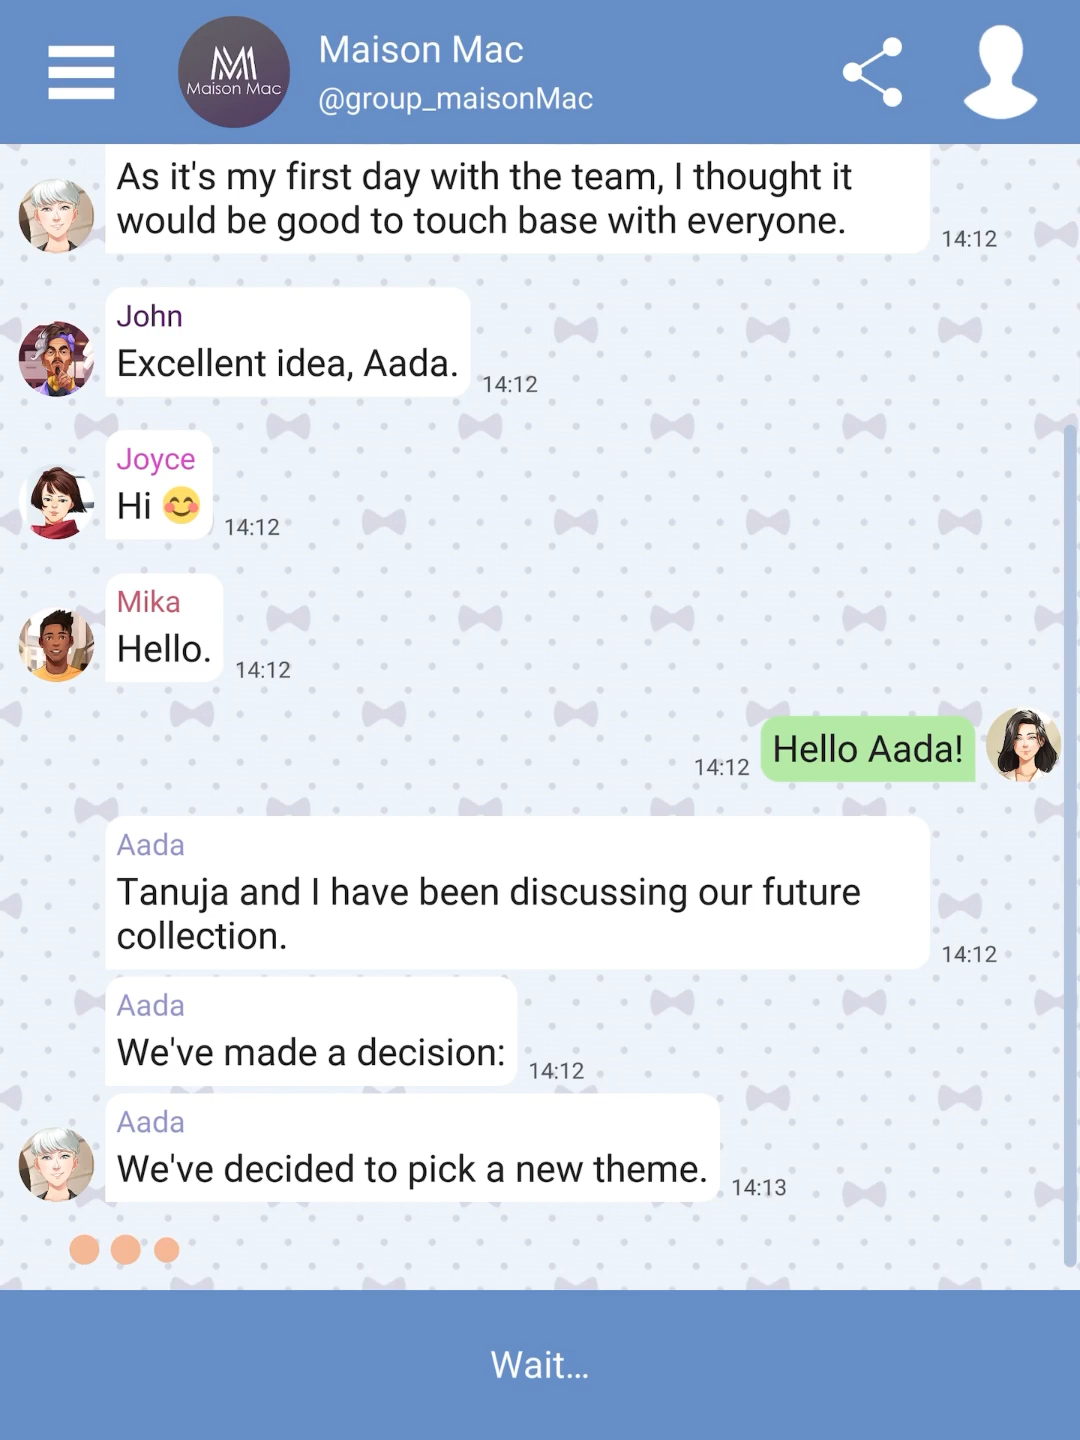 Maison Mac
Maison Mac
@group_maisonMac
As it's my first day with the team, I thought it
would be good to touch base with everyone.
14:12
John
Excellent idea, Aada.
14:12
Joyce
Hi 😊
14:12
Mika
Hello.
14:12
14:12
Hello Aada!
Aada
Tanuja and I have been discussing our future
collection.
14:12
Aada
We've made a decision:
14:12
Aada
We've decided to pick a new theme.
14:13
Wait...